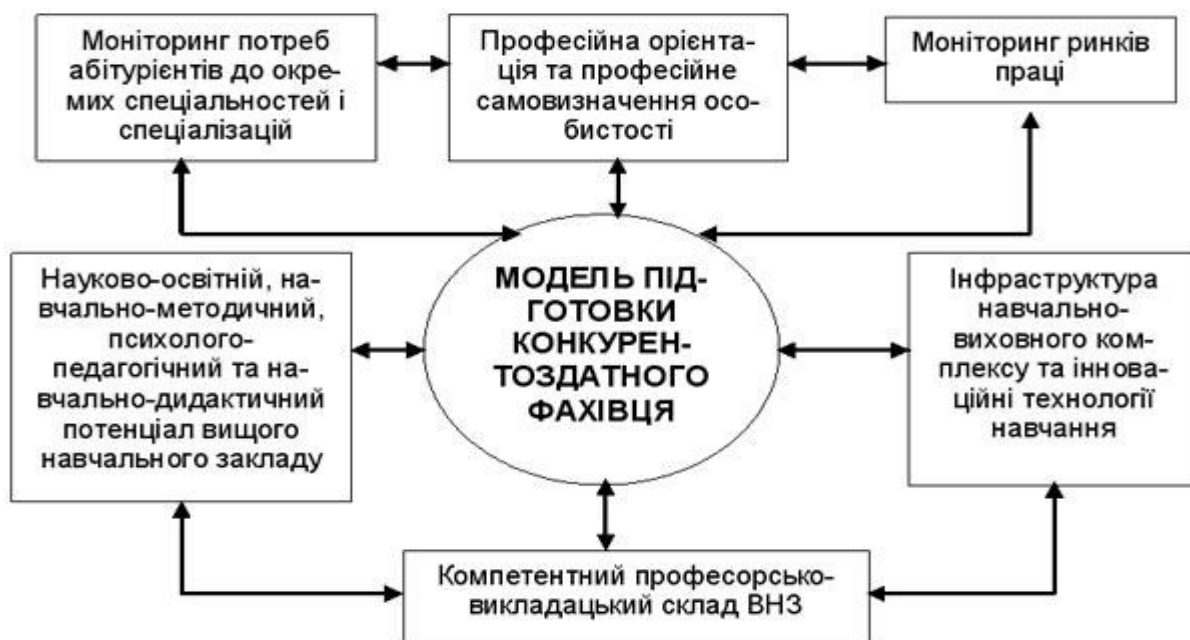 Моніторинг потреб
абітурієнтів до окре-
мих спеціальностей і
спеціалізацій
Професійна орієнта-
ція та професійне
самовизначення осо-
бистості
Моніторинг ринків
праці
Науково-освітній, на-
вчально-методичний,
психолого-
педагогічний та на-
вчально-дидактичний
потенціал вищого
навчального закладу
МОДЕЛЬ ПІД-
ГОТОВКИ
КОНКУРЕН-
ТОЗДАТНОГО
ФАХІВЦЯ
Інфраструктура
навчально-
виховного ком-
плексу та іннова-
ційні технології
навчання
Компетентний професорсько-
викладацький склад ВНЗ